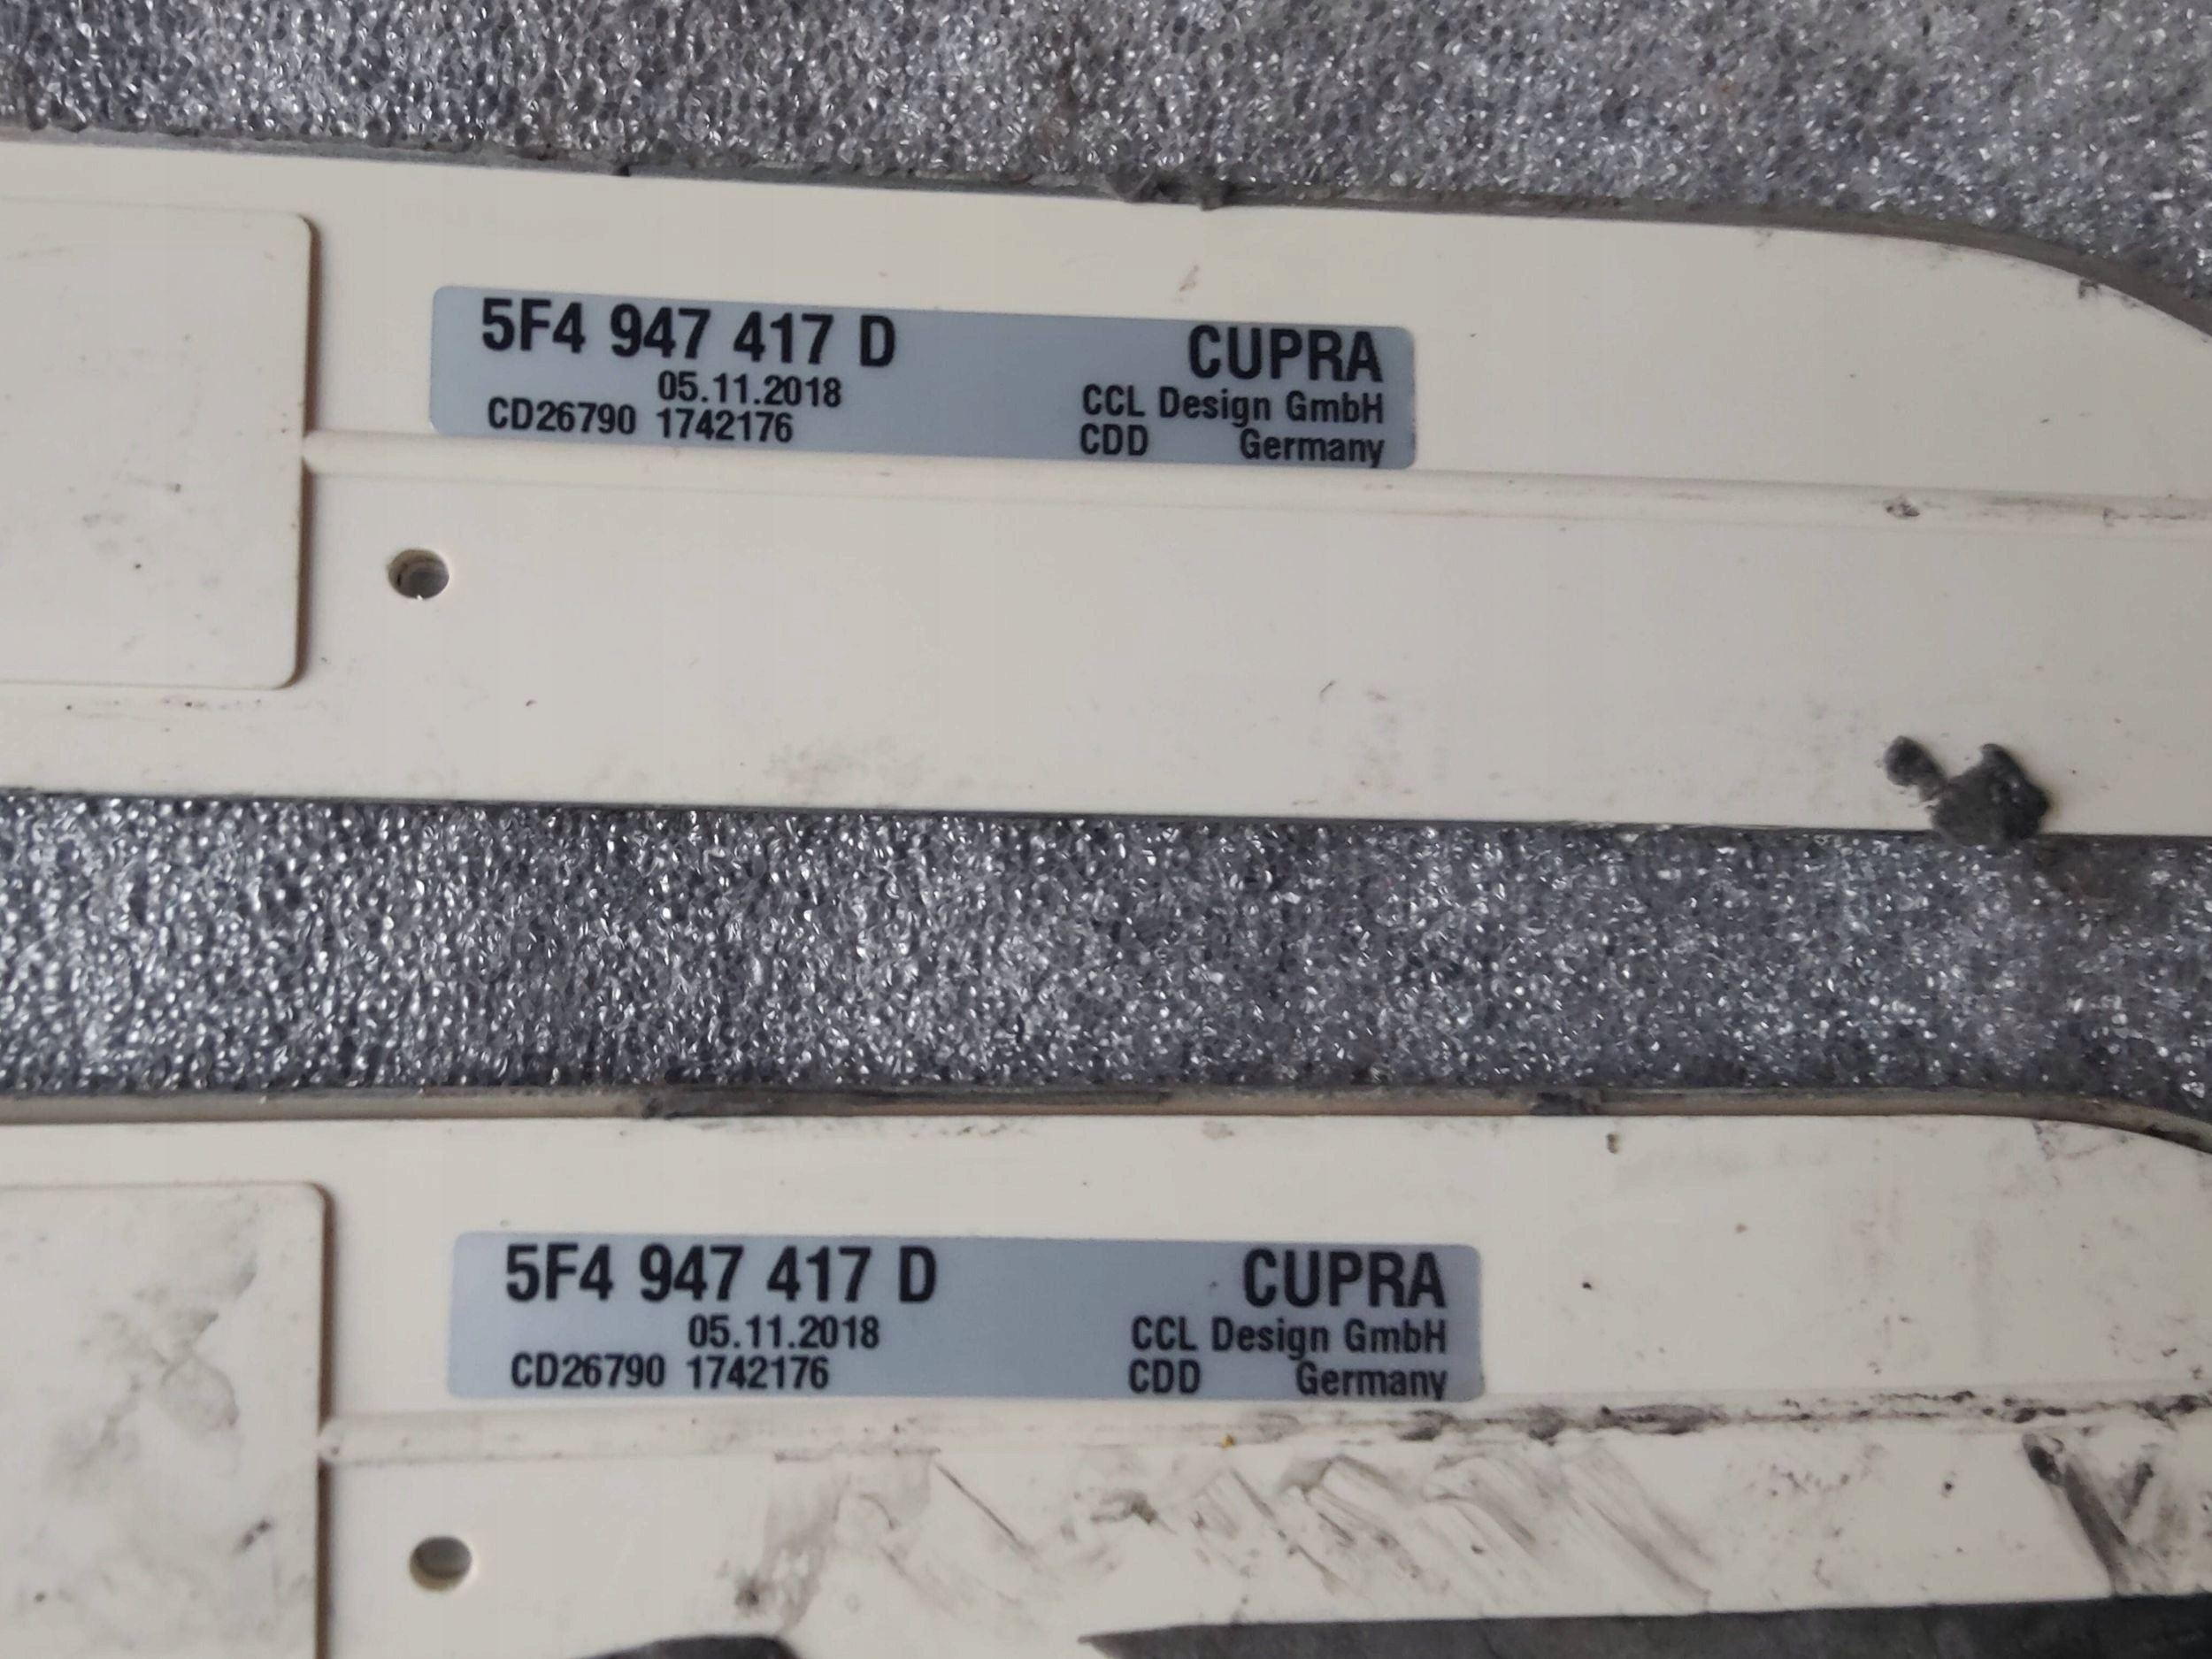 5F4 947 417 D CUPRA
05.11.2018 CCL Design GmbH
CD26790 1742176 CDD Germany
5F4 947 417 D CUPRA
05.11.2018 CCL Design GmbH
CD26790 1742176 CDD Germany